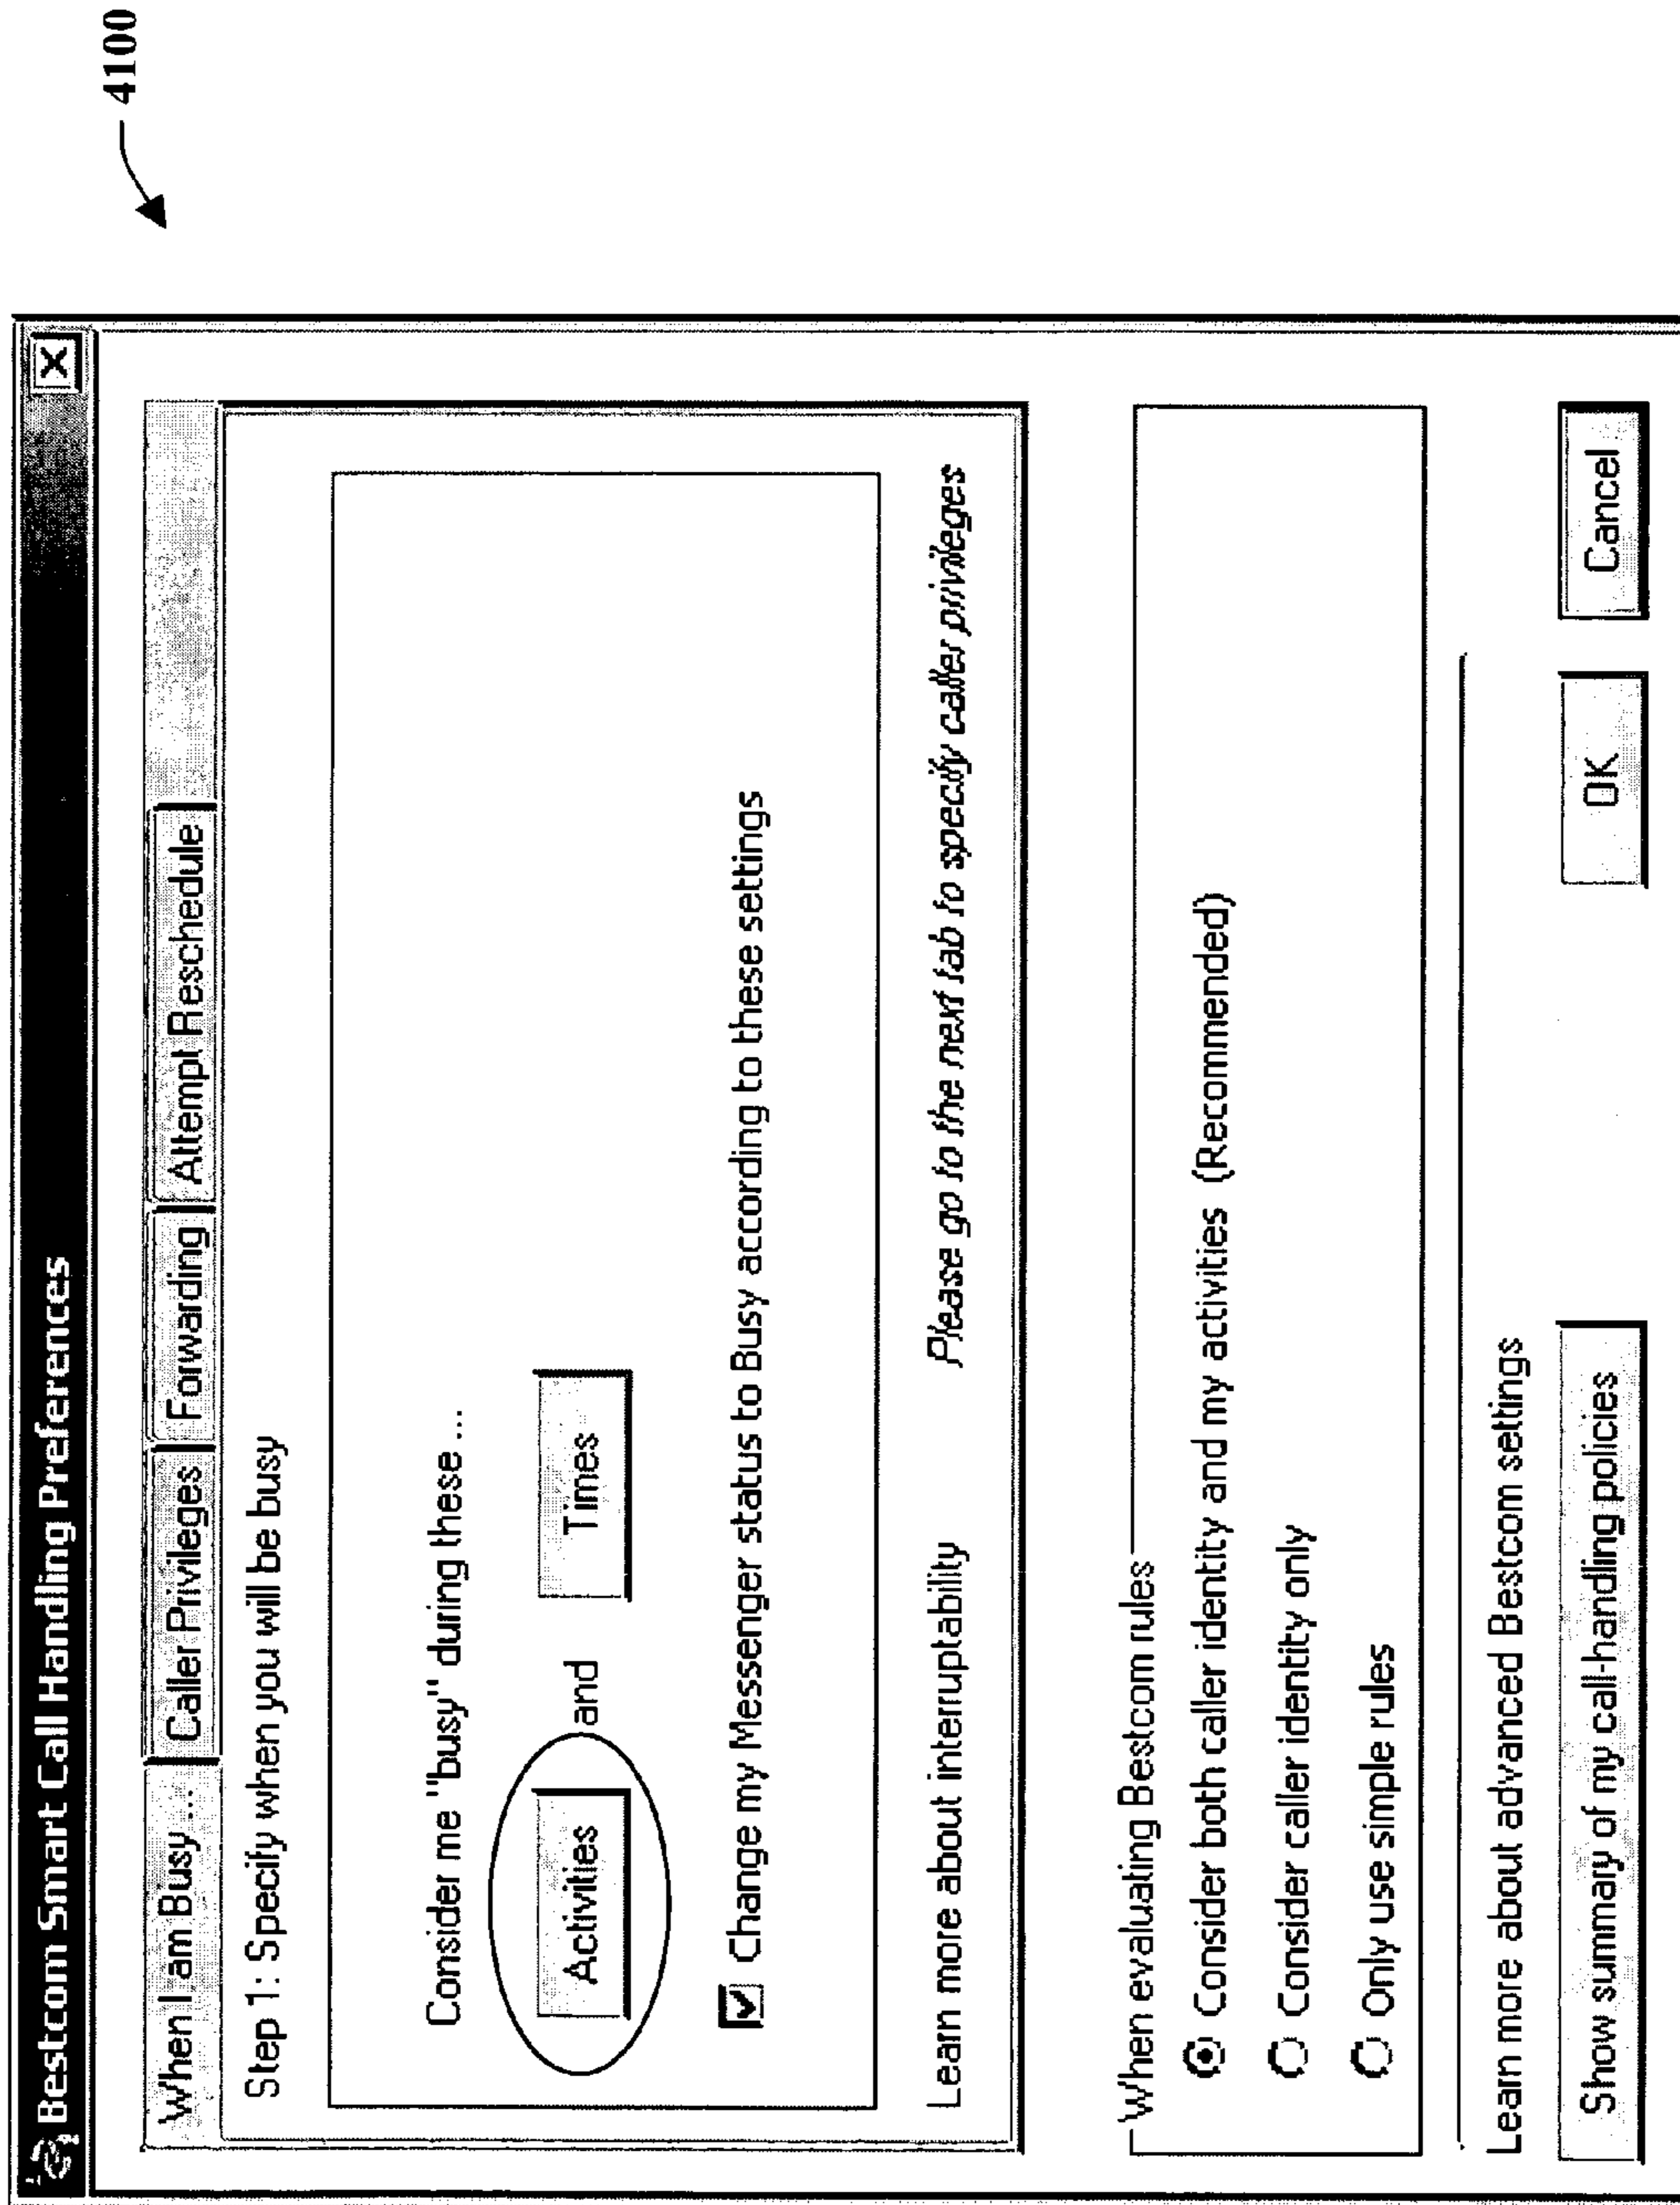 4100
Bestcom Smart Call Handling Preferences
When I am Busy ... Caller Privileges Forwarding Attempt Reschedule
Step 1: Specify when you will be busy
Consider me "busy" during these ...
Activities and Times
Change my Messenger status to Busy according to these settings
Learn more about interruptability Please go to the next tab to specify caller privileges
When evaluating Bestcom rules
Consider both caller identity and my activities (Recommended)
Consider caller identity only
Only use simple rules
Learn more about advanced Bestcom settings
Show summary of my call-handling policies OK Cancel